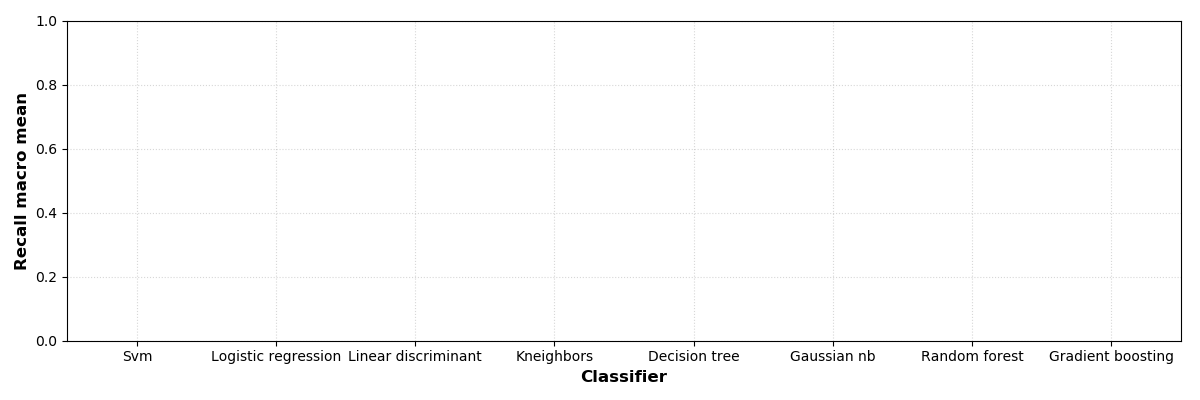 1.0
0.8
0.6
0.4
0.2
0.0
Recall macro mean
Svm Logistic regression Linear discriminant Kneighbors Decision tree Gaussian nb Random forest Gradient boosting
Classifier